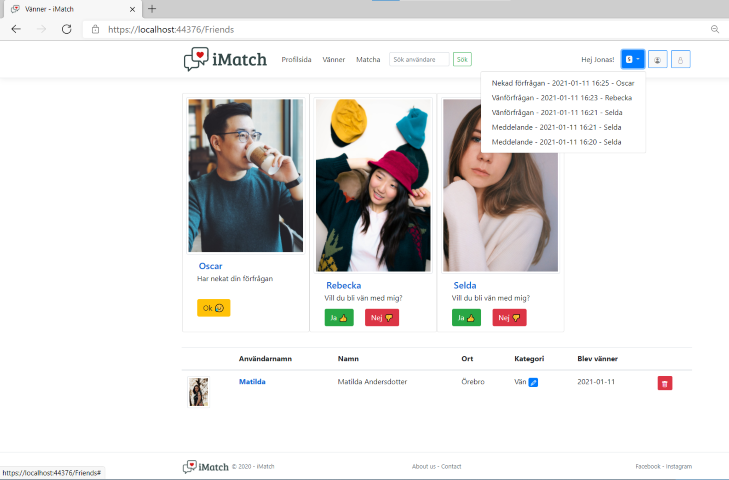 Vänner - iMatch
https://localhost:44376/Friends
iMatch
Profilsida Vänner Matcha Sök användare Sök Hej Jonas! 5
Nekad förfrågan - 2021-01-11 16:25 - Oscar
Vänförfrågan - 2021-01-11 16:23 - Rebecka
Vänförfrågan - 2021-01-11 16:21 - Selda
Meddelande - 2021-01-11 16:21 - Selda
Meddelande - 2021-01-11 16:20 - Selda
Oscar
Har nekat din förfrågan
Ok
Rebecka
Vill du bli vän med mig?
Ja Nej
Selda
Vill du bli vän med mig?
Ja Nej
Användarnamn Namn Ort Kategori Blev vänner
Matilda Matilda Andersdotter Örebro Vän 2021-01-11
iMatch © 2020 - iMatch About us - Contact Facebook - Instagram
https://localhost:44376/Friends#